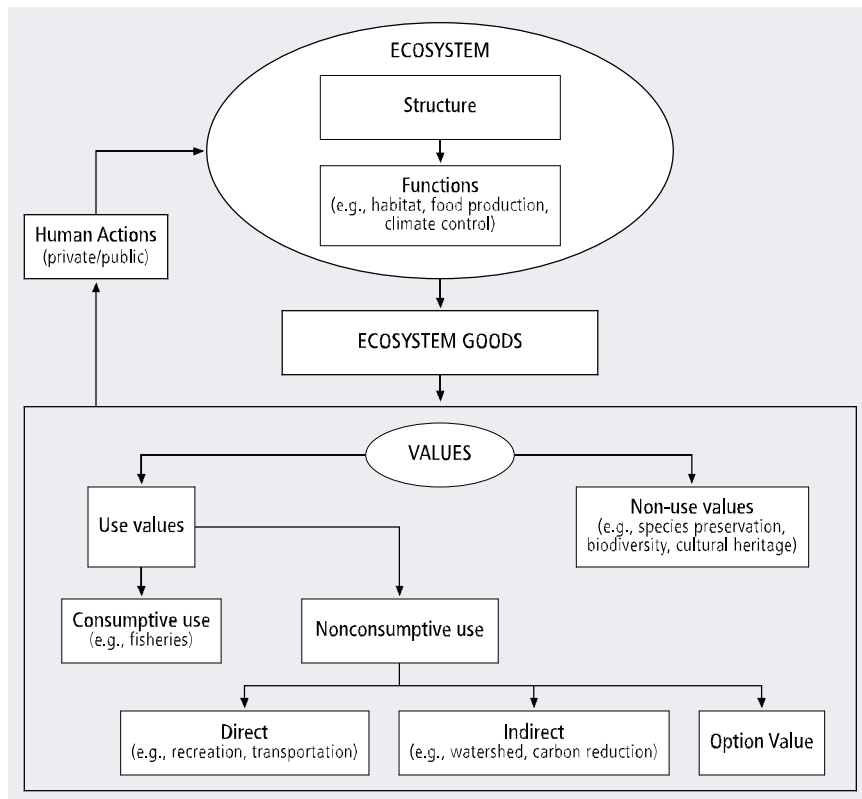 ECOSYSTEM
Structure
Functions
(e.g., habitat, food production,
climate control)
Human Actions
(private/public)
ECOSYSTEM GOODS
VALUES
Use values
Non-use values
(e.g., species preservation,
biodiversity, cultural heritage)
Consumptive use
(e.g., fisheries)
Nonconsumptive use
Direct
(e.g., recreation, transportation)
Indirect
(e.g., watershed, carbon reduction)
Option Value